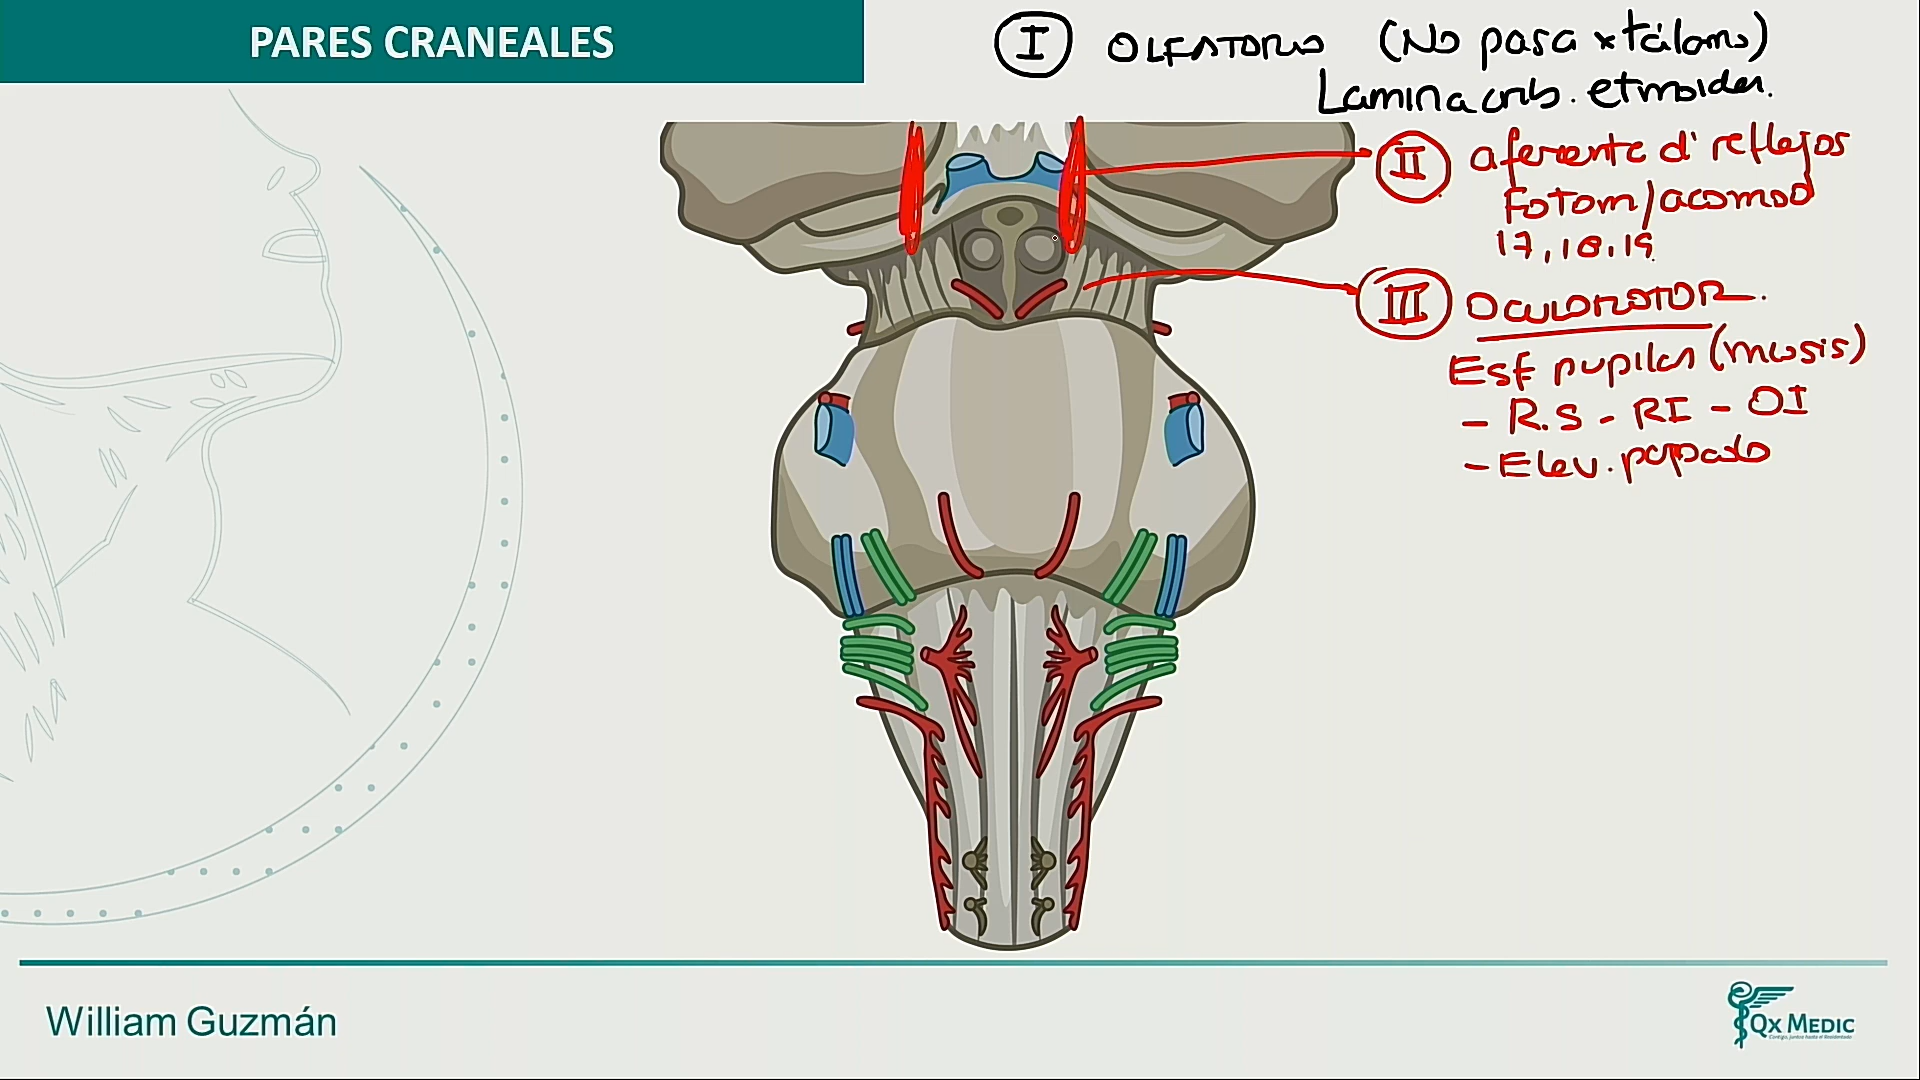 PARES CRANEALES
I OLFATORIO (No pasa x tálamo)
Lamina crib. etmoides.
II aferente d' reflejos
Fotom/acomod
17, 18, 19
III OCULOMOTOR.
Esf pupilar (miosis)
- R.S - RI - OI
- Elev. parpado
William Guzmán
Qx MEDIC